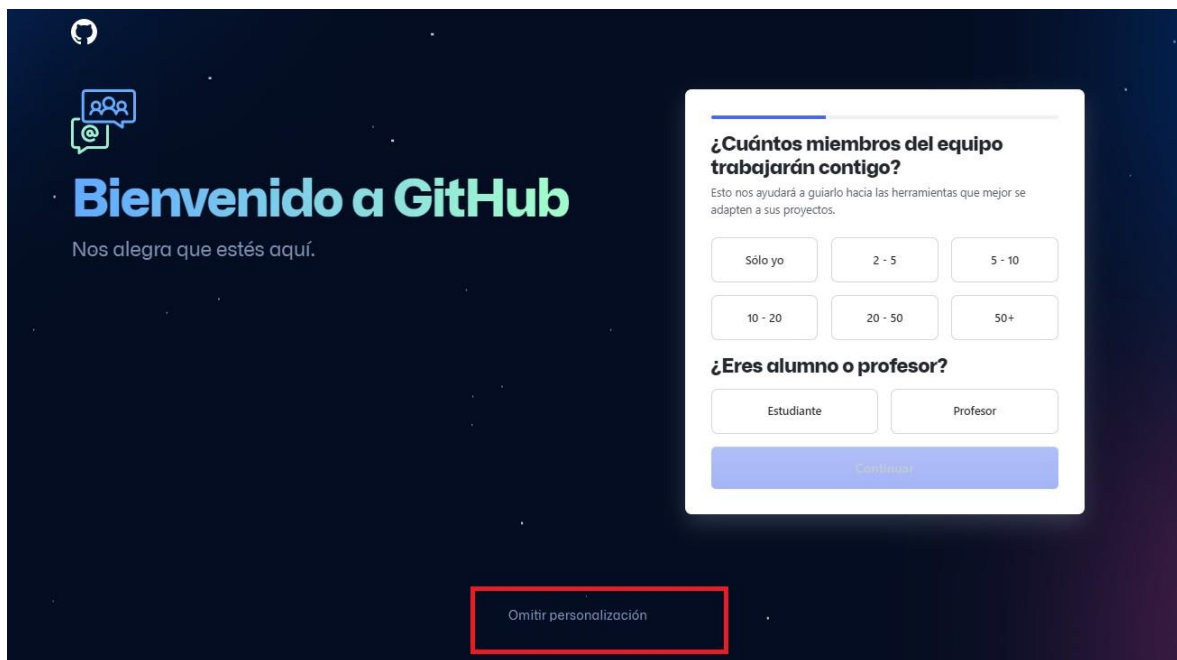 Bienvenido a GitHub
Nos alegra que estés aquí.
¿Cuántos miembros del equipo
trabajarán contigo?
Esto nos ayudará a guiarlo hacia las herramientas que mejor se
adapten a sus proyectos.
Sólo yo
2 - 5
5 - 10
10 - 20
20 - 50
50+
¿Eres alumno o profesor?
Estudiante
Profesor
Continuar
Omitir personalización